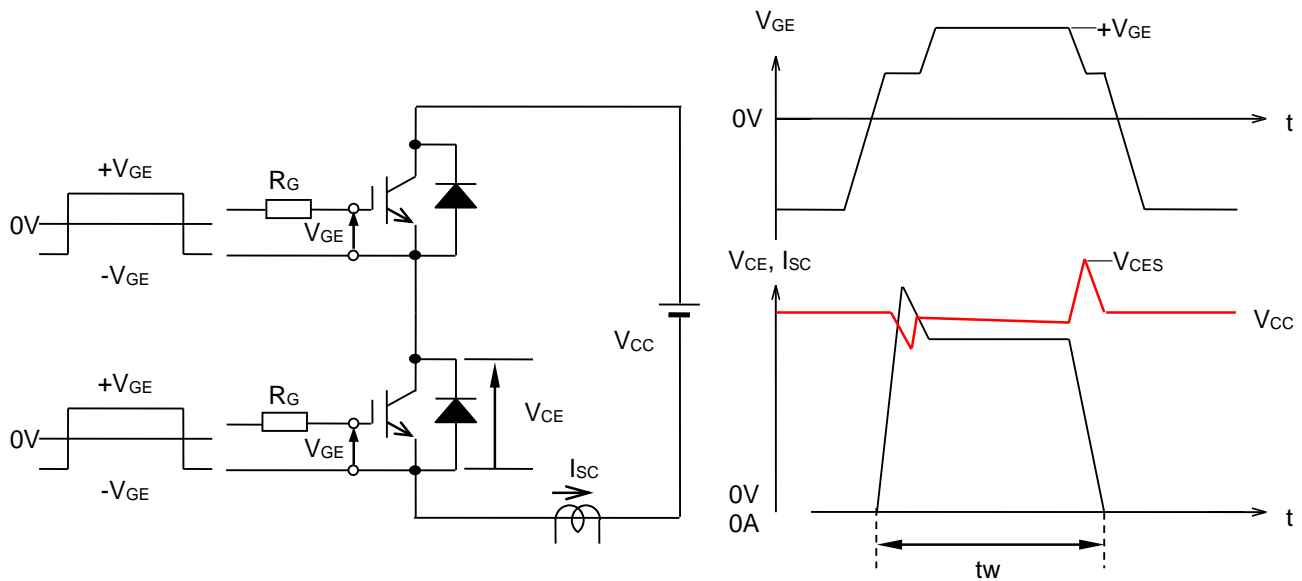 +VGE
0V
-VGE
RG
VGE
+VGE
0V
-VGE
RG
VGE
VCE
ISC
VCC
VGE
+VGE
0V
t
VCE, ISC
VCES
VCC
0V
0A
t
tw